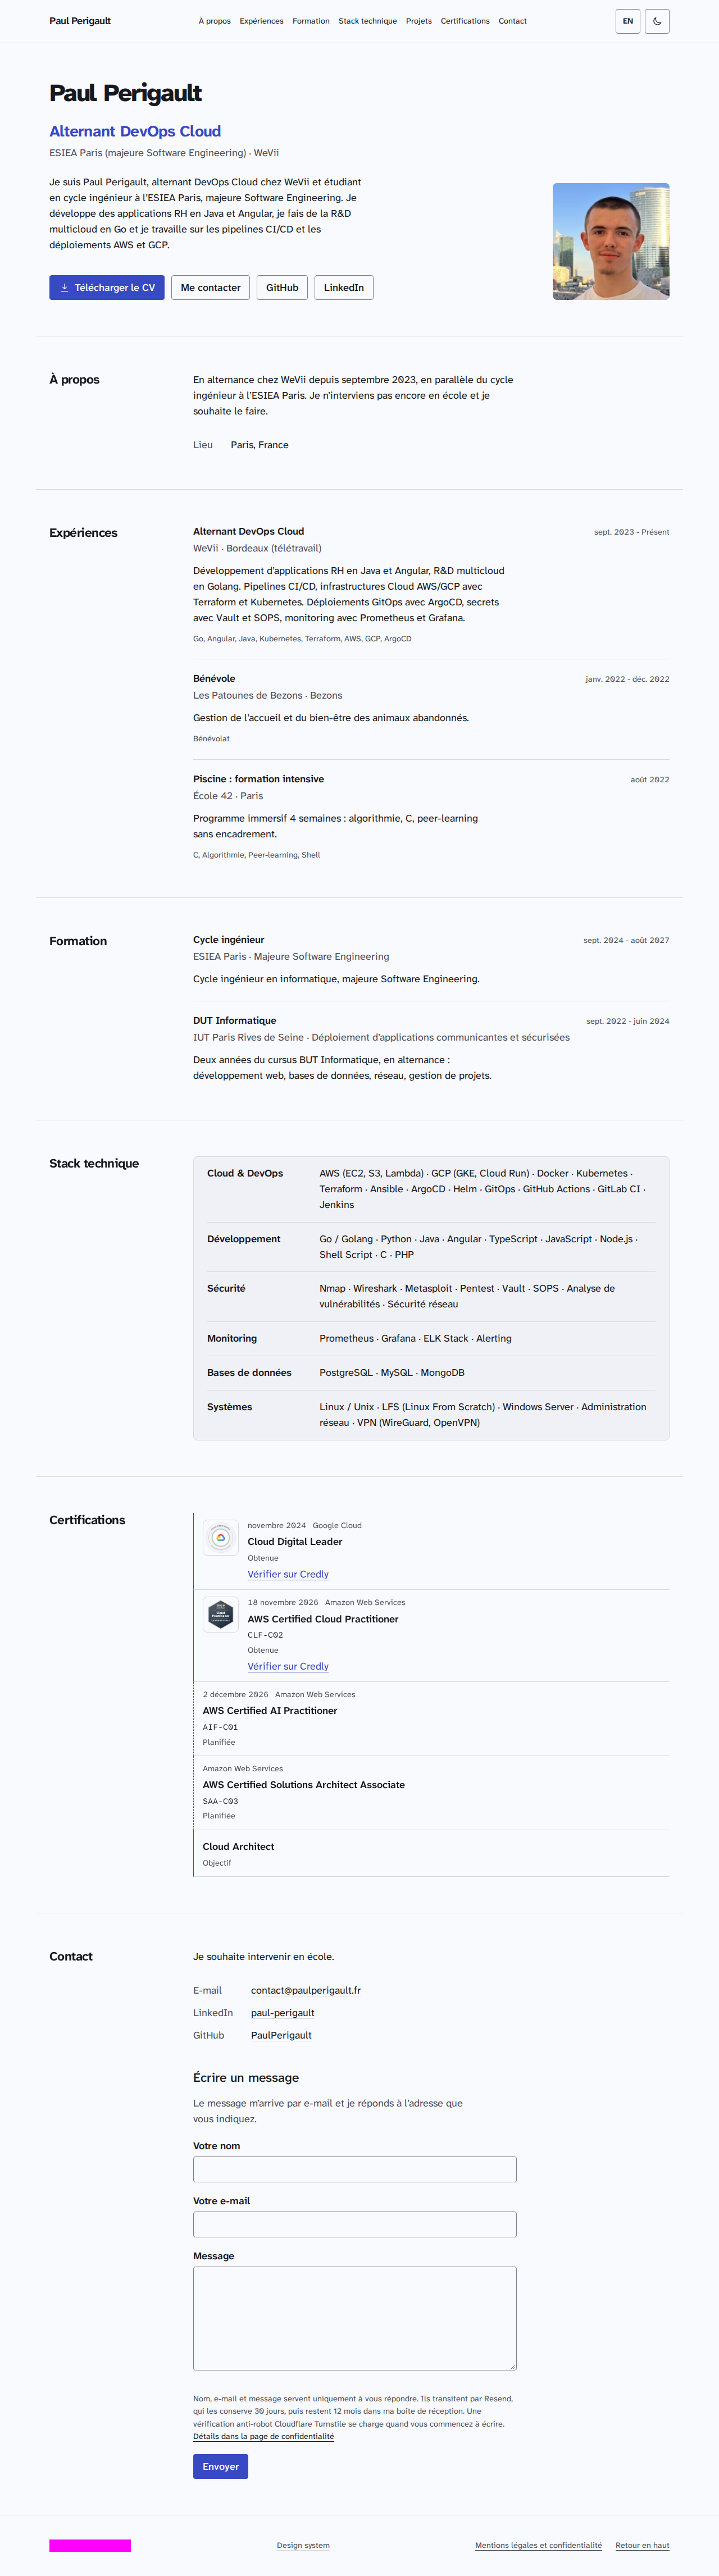 Paul Perigault
À propos
Expériences
Formation
Stack technique
Projets
Certifications
Contact
EN
Paul Perigault
Alternant DevOps Cloud
ESIEA Paris (majeure Software Engineering) · WeVii
Je suis Paul Perigault, alternant DevOps Cloud chez WeVii et étudiant
en cycle ingénieur à l'ESIEA Paris, majeure Software Engineering. Je
développe des applications RH en Java et Angular, je fais de la R&D
multicloud en Go et je travaille sur les pipelines CI/CD et les
déploiements AWS et GCP.
Télécharger le CV
Me contacter
GitHub
LinkedIn
À propos
En alternance chez WeVii depuis septembre 2023, en parallèle du cycle
ingénieur à l'ESIEA Paris. Je n'interviens pas encore en école et je
souhaite le faire.
Lieu Paris, France
Expériences
Alternant DevOps Cloud
sept. 2023 - Présent
WeVii · Bordeaux (télétravail)
Développement d'applications RH en Java et Angular, R&D multicloud
en Golang. Pipelines CI/CD, infrastructures Cloud AWS/GCP avec
Terraform et Kubernetes. Déploiements GitOps avec ArgoCD, secrets
avec Vault et SOPS, monitoring avec Prometheus et Grafana.
Go, Angular, Java, Kubernetes, Terraform, AWS, GCP, ArgoCD
Bénévole
janv. 2022 - déc. 2022
Les Patounes de Bezons · Bezons
Gestion de l'accueil et du bien-être des animaux abandonnés.
Bénévolat
Piscine : formation intensive
août 2022
École 42 · Paris
Programme immersif 4 semaines : algorithmie, C, peer-learning
sans encadrement.
C, Algorithmie, Peer-learning, Shell
Formation
Cycle ingénieur
sept. 2024 - août 2027
ESIEA Paris · Majeure Software Engineering
Cycle ingénieur en informatique, majeure Software Engineering.
DUT Informatique
sept. 2022 - juin 2024
IUT Paris Rives de Seine · Déploiement d'applications communicantes et sécurisées
Deux années du cursus BUT Informatique, en alternance :
développement web, bases de données, réseau, gestion de projets.
Stack technique
Cloud & DevOps
AWS (EC2, S3, Lambda) · GCP (GKE, Cloud Run) · Docker · Kubernetes ·
Terraform · Ansible · ArgoCD · Helm · GitOps · GitHub Actions · GitLab CI ·
Jenkins
Développement
Go / Golang · Python · Java · Angular · TypeScript · JavaScript · Node.js ·
Shell Script · C · PHP
Sécurité
Nmap · Wireshark · Metasploit · Pentest · Vault · SOPS · Analyse de
vulnérabilités · Sécurité réseau
Monitoring
Prometheus · Grafana · ELK Stack · Alerting
Bases de données
PostgreSQL · MySQL · MongoDB
Systèmes
Linux / Unix · LFS (Linux From Scratch) · Windows Server · Administration
réseau · VPN (WireGuard, OpenVPN)
Certifications
novembre 2024 Google Cloud
Cloud Digital Leader
Obtenue
Vérifier sur Credly
18 novembre 2026 Amazon Web Services
AWS Certified Cloud Practitioner
CLF-C02
Obtenue
Vérifier sur Credly
2 décembre 2026 Amazon Web Services
AWS Certified AI Practitioner
AIF-C01
Planifiée
Amazon Web Services
AWS Certified Solutions Architect Associate
SAA-C03
Planifiée
Cloud Architect
Objectif
Contact
Je souhaite intervenir en école.
E-mail contact@paulperigault.fr
LinkedIn paul-perigault
GitHub PaulPerigault
Écrire un message
Le message m'arrive par e-mail et je réponds à l'adresse que
vous indiquez.
Votre nom
Votre e-mail
Message
Nom, e-mail et message servent uniquement à vous répondre. Ils transitent par Resend,
qui les conserve 30 jours, puis restent 12 mois dans ma boîte de réception. Une
vérification anti-robot Cloudflare Turnstile se charge quand vous commencez à écrire.
Détails dans la page de confidentialité
Envoyer
Design system
Mentions légales et confidentialité
Retour en haut